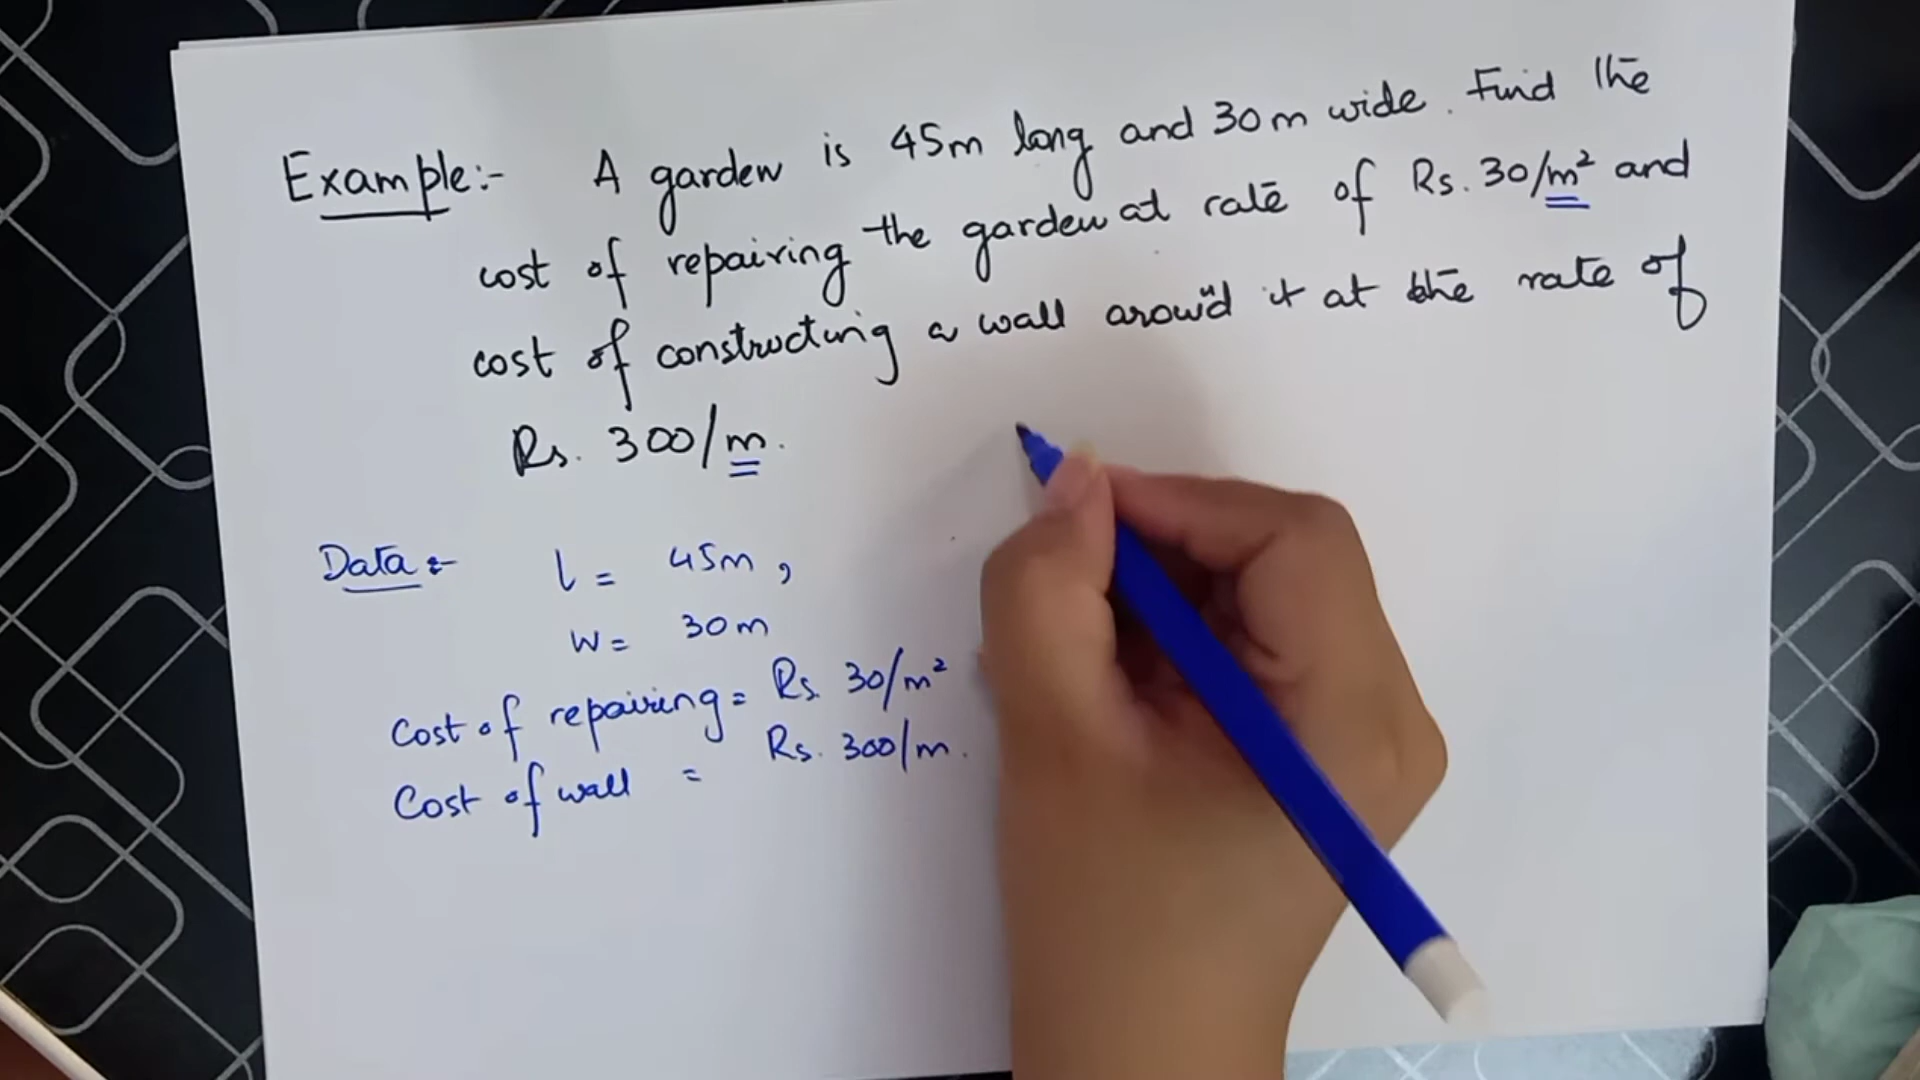 Example:- A garden is 45m long and 30m wide. Find the
cost of repairing the garden at rate of Rs. 30/m² and
cost of constructing a wall around it at the rate of
Rs. 300/m.
Data:- l = 45m,
w = 30m
Cost of repairing = Rs. 30/m²
Cost of wall = Rs. 300/m.